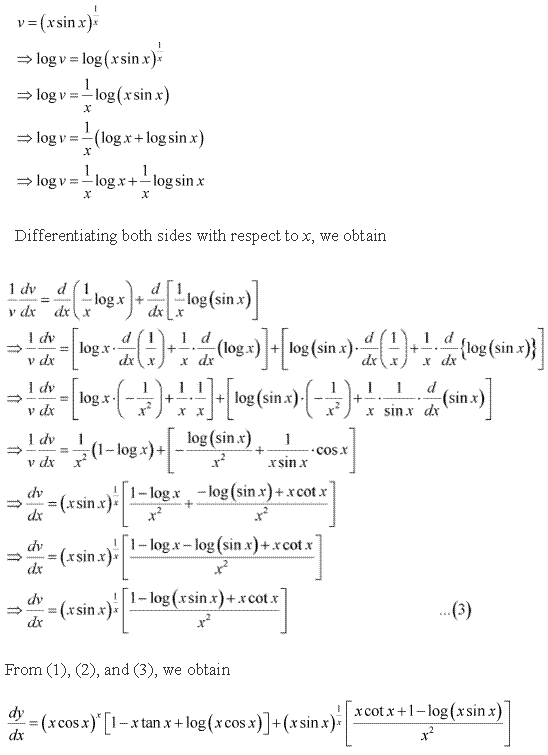 v = (x sin x)^(1/x)
⇒ log v = log (x sin x)^(1/x)
⇒ log v = 1/x log (x sin x)
⇒ log v = 1/x (log x + log sin x)
⇒ log v = 1/x log x + 1/x log sin x
Differentiating both sides with respect to x, we obtain
1/v dv/dx = d/dx (1/x log x) + d/dx [1/x log (sin x)]
⇒ 1/v dv/dx = [log x · d/dx (1/x) + 1/x · d/dx (log x)] + [log (sin x) · d/dx (1/x) + 1/x · d/dx {log (sin x)}]
⇒ 1/v dv/dx = [log x · (−1/x²) + 1/x · 1/x] + [log (sin x) · (−1/x²) + 1/x · 1/sin x · d/dx (sin x)]
⇒ 1/v dv/dx = 1/x² (1 − log x) + [−log (sin x)/x² + 1/(x sin x) · cos x]
⇒ dv/dx = (x sin x)^(1/x) [(1 − log x)/x² + (−log (sin x) + x cot x)/x²]
⇒ dv/dx = (x sin x)^(1/x) [(1 − log x − log (sin x) + x cot x)/x²]
⇒ dv/dx = (x sin x)^(1/x) [(1 − log (x sin x) + x cot x)/x²] ...(3)
From (1), (2), and (3), we obtain
dy/dx = (x cos x)^x [1 − x tan x + log (x cos x)] + (x sin x)^(1/x) [(x cot x + 1 − log (x sin x))/x²]